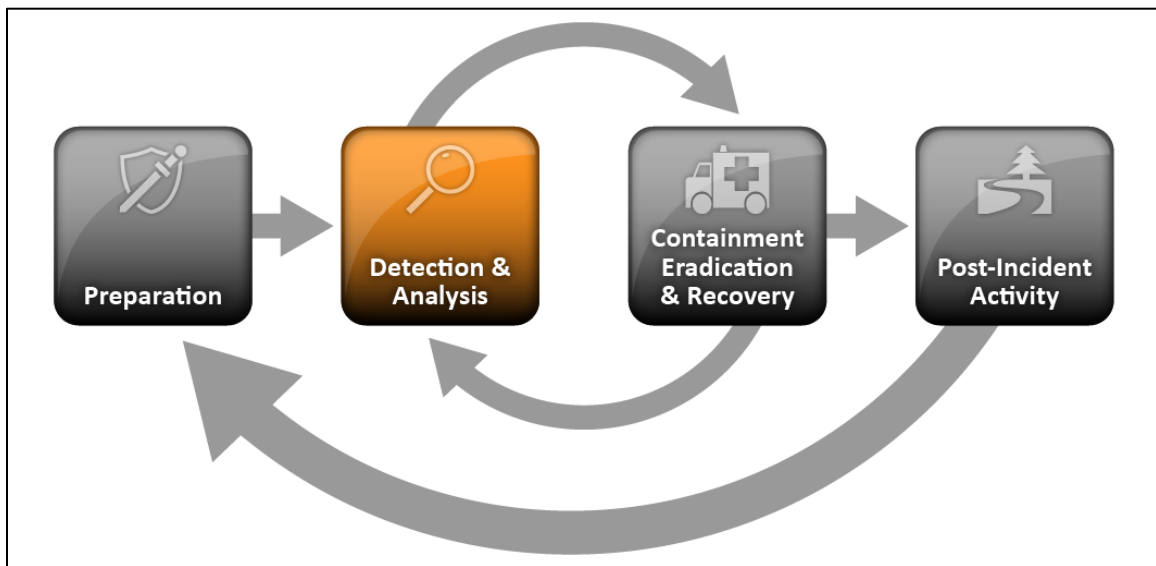 Preparation
Detection &
Analysis
Containment
Eradication
& Recovery
Post-Incident
Activity